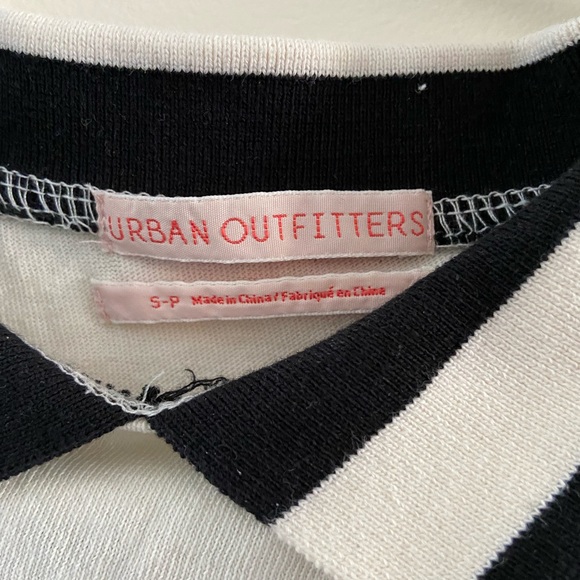 URBAN OUTFITTERS
S-P Made in China / Fabriqué en Chine